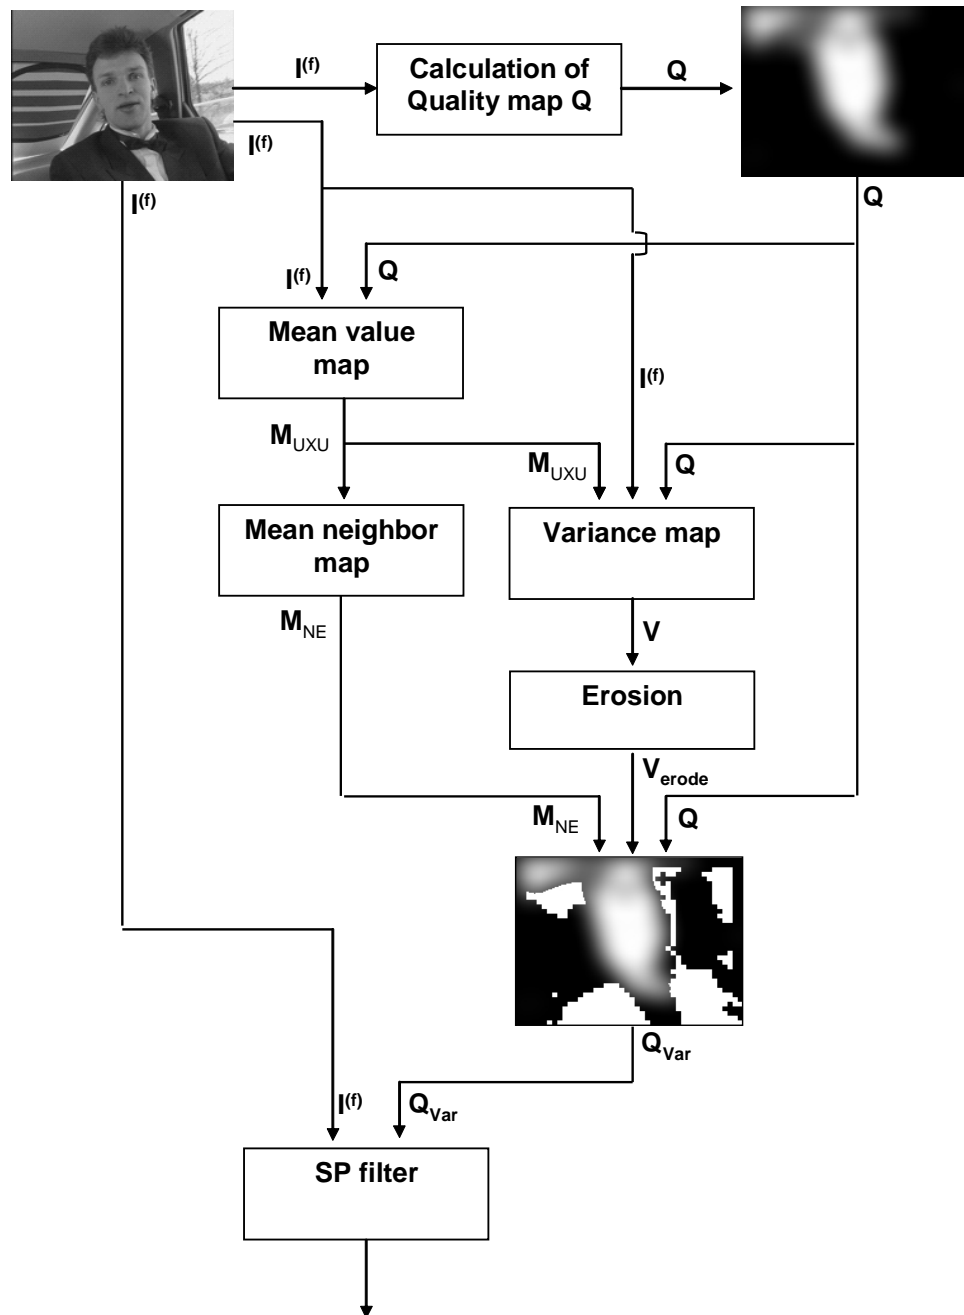 I(f)
Calculation of
Quality map Q
Q
I(f)
I(f)
Q
Q
I(f)
Mean value
map
I(f)
MUXU
MUXU
Q
Mean neighbor
map
Variance map
MNE
V
Erosion
Verode
MNE
Q
QVar
I(f)
QVar
SP filter